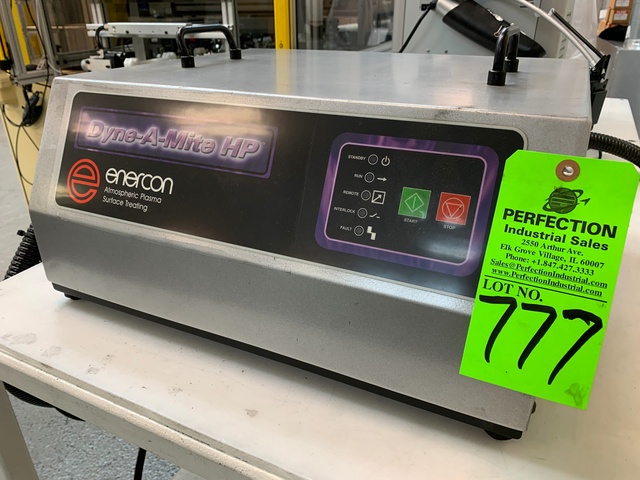 Dyne-A-Mite HP
enercon
Atmospheric Plasma
Surface Treating
STANDBY
RUN
REMOTE
INTERLOCK
FAULT
START
STOP
PERFECTION
Industrial Sales
2550 Arthur Ave.
Elk Grove Village, IL 60007
Phone: +1.847.427.3333
Sales@PerfectionIndustrial.com
www.PerfectionIndustrial.com
LOT NO.
777